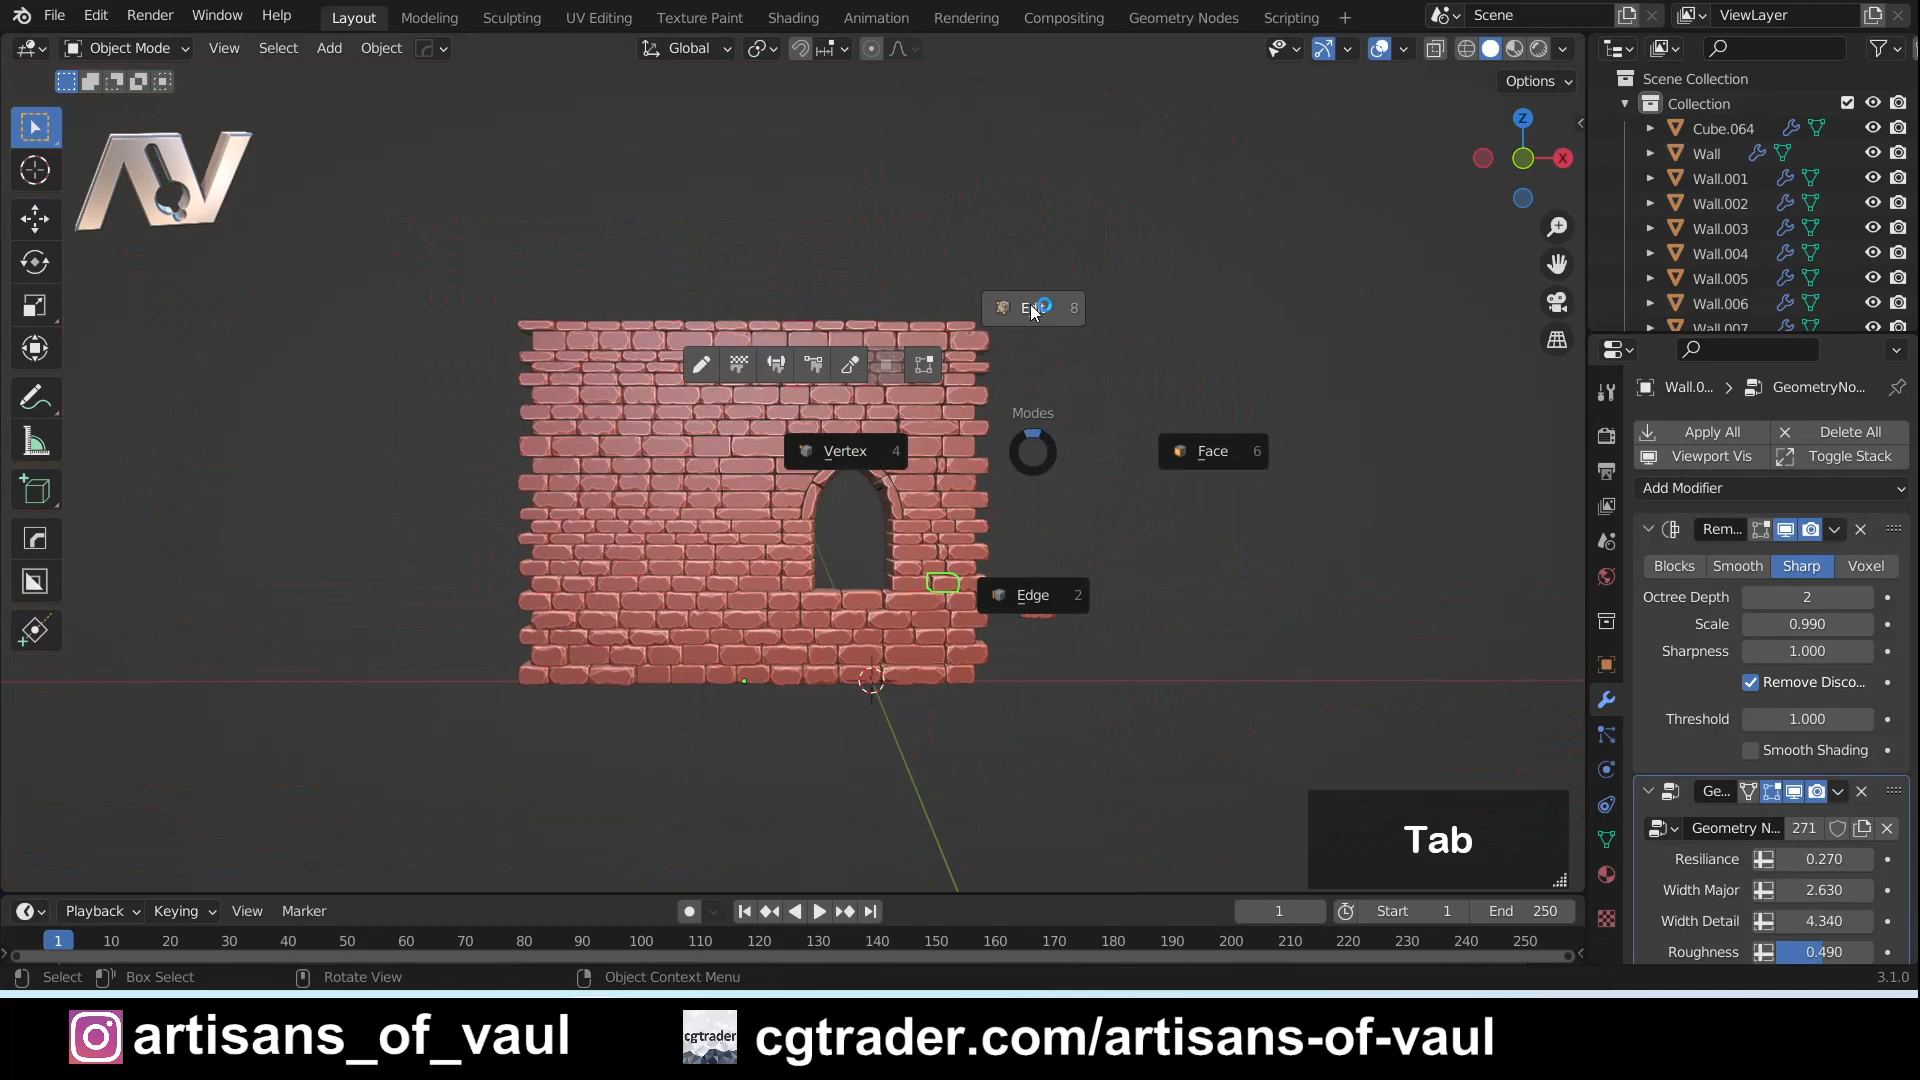 File Edit Render Window Help Layout Modeling Sculpting UV Editing Texture Paint Shading Animation Rendering Compositing Geometry Nodes Scripting + Scene ViewLayer
Object Mode View Select Add Object Global
Options
Z
X
AV
Scene Collection
Collection
Cube.064
Wall
Wall.001
Wall.002
Wall.003
Wall.004
Wall.005
Wall.006
Wall.007
8
Modes
Vertex 4
Face 6
Edge 2
Wall.0... > GeometryNo...
Apply All Delete All
Viewport Vis Toggle Stack
Add Modifier
Rem...
Blocks Smooth Sharp Voxel
Octree Depth 2
Scale 0.990
Sharpness 1.000
Remove Disco...
Threshold 1.000
Smooth Shading
Ge...
Geometry N... 271
Resiliance 0.270
Width Major 2.630
Width Detail 4.340
Roughness 0.490
Tab
Playback Keying View Marker 1 Start 1 End 250
1 10 20 30 40 50 60 70 80 90 100 110 120 130 140 150 160 170 180 190 200 210 220 230 240 250
Select Box Select Rotate View Object Context Menu 3.1.0
artisans_of_vaul
cgtrader
cgtrader.com/artisans-of-vaul